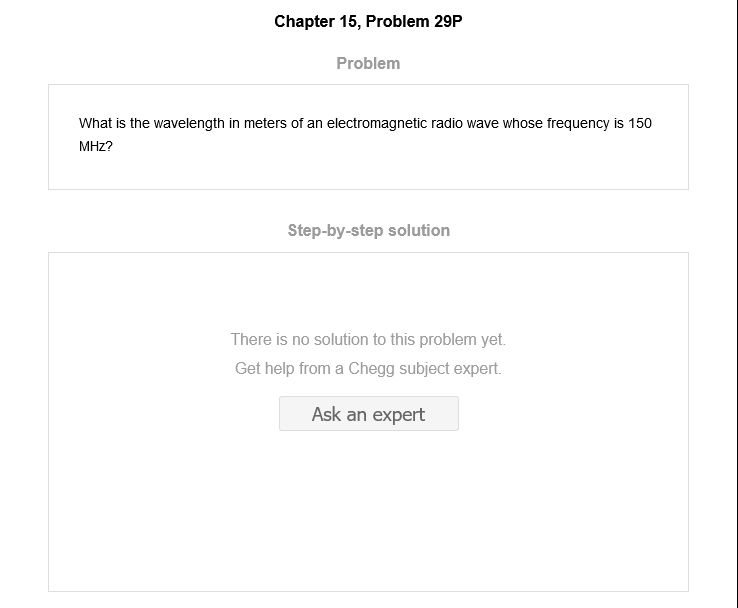 Chapter 15, Problem 29P
Problem
What is the wavelength in meters of an electromagnetic radio wave whose frequency is 150
MHz?
Step-by-step solution
There is no solution to this problem yet.
Get help from a Chegg subject expert.
Ask an expert